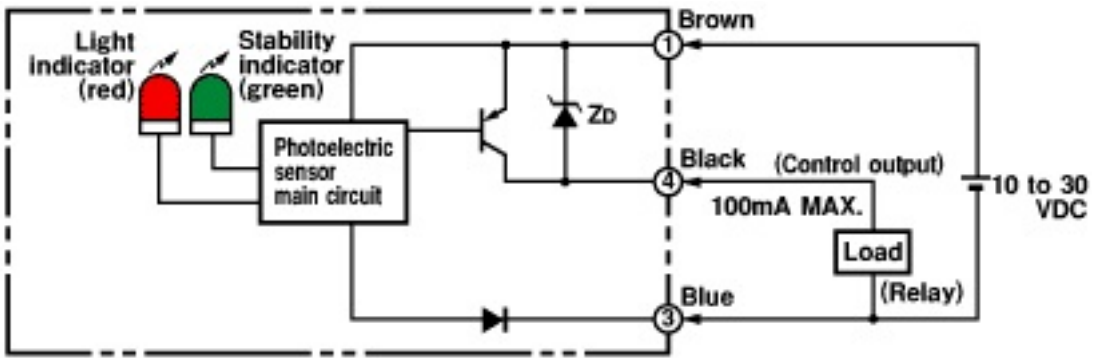 Light
indicator
(red)
Stability
indicator
(green)
Photoelectric
sensor
main circuit
ZD
1
Brown
4
Black
(Control output)
100mA MAX.
10 to 30
VDC
Load
(Relay)
3
Blue